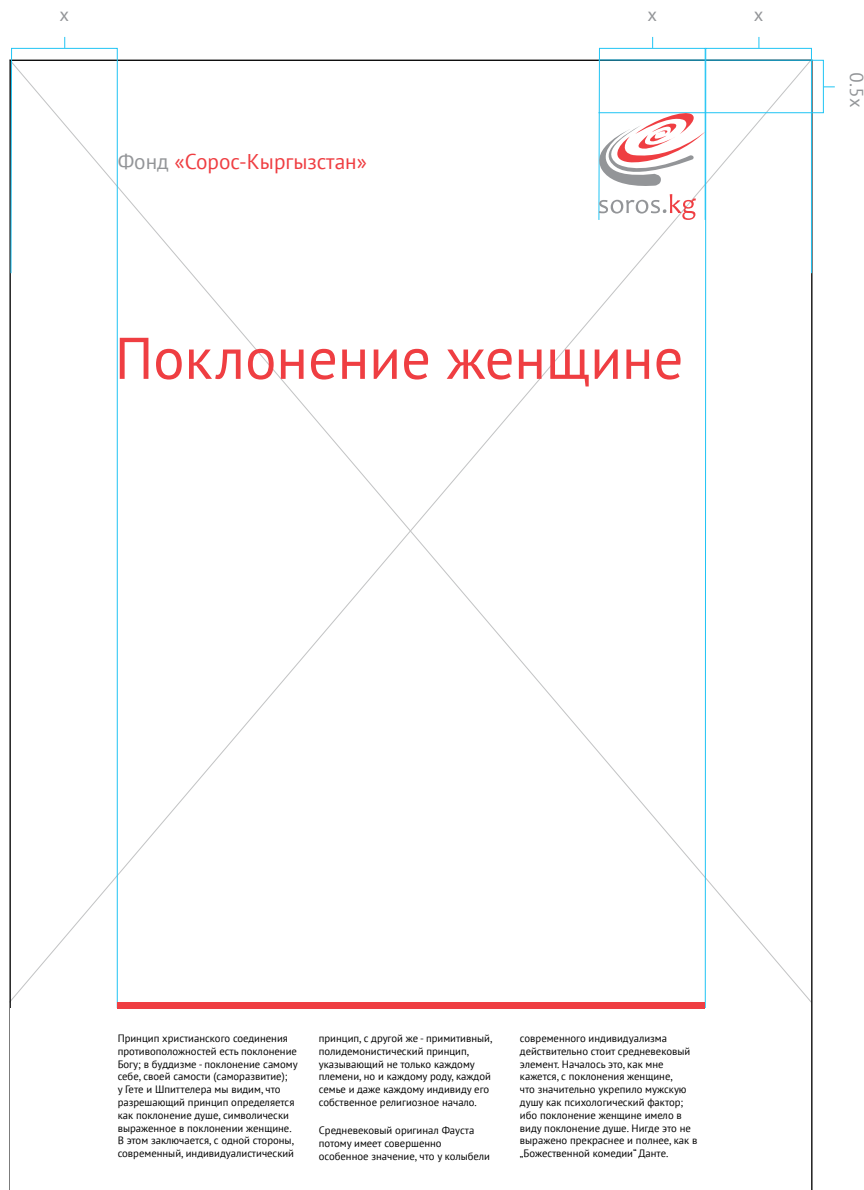 x
x
x
0.5x
Фонд «Сорос-Кыргызстан»
soros.kg
Поклонение женщине
Принцип христианского соединения
противоположностей есть поклонение
Богу; в буддизме - поклонение самому
себе, своей самости (саморазвитие);
у Гете и Шпиттелера мы видим, что
разрешающий принцип определяется
как поклонение душе, символически
выраженное в поклонении женщине.
В этом заключается, с одной стороны,
современный, индивидуалистический
принцип, с другой же - примитивный,
полидемонистический принцип,
указывающий не только каждому
племени, но и каждому роду, каждой
семье и даже каждому индивиду его
собственное религиозное начало.
Средневековый оригинал Фауста
потому имеет совершенно
особенное значение, что у колыбели
современного индивидуализма
действительно стоит средневековый
элемент. Началось это, как мне
кажется, с поклонения женщине,
что значительно укрепило мужскую
душу как психологический фактор;
ибо поклонение женщине имело в
виду поклонение душе. Нигде это не
выражено прекраснее и полнее, как в
„Божественной комедии“ Данте.